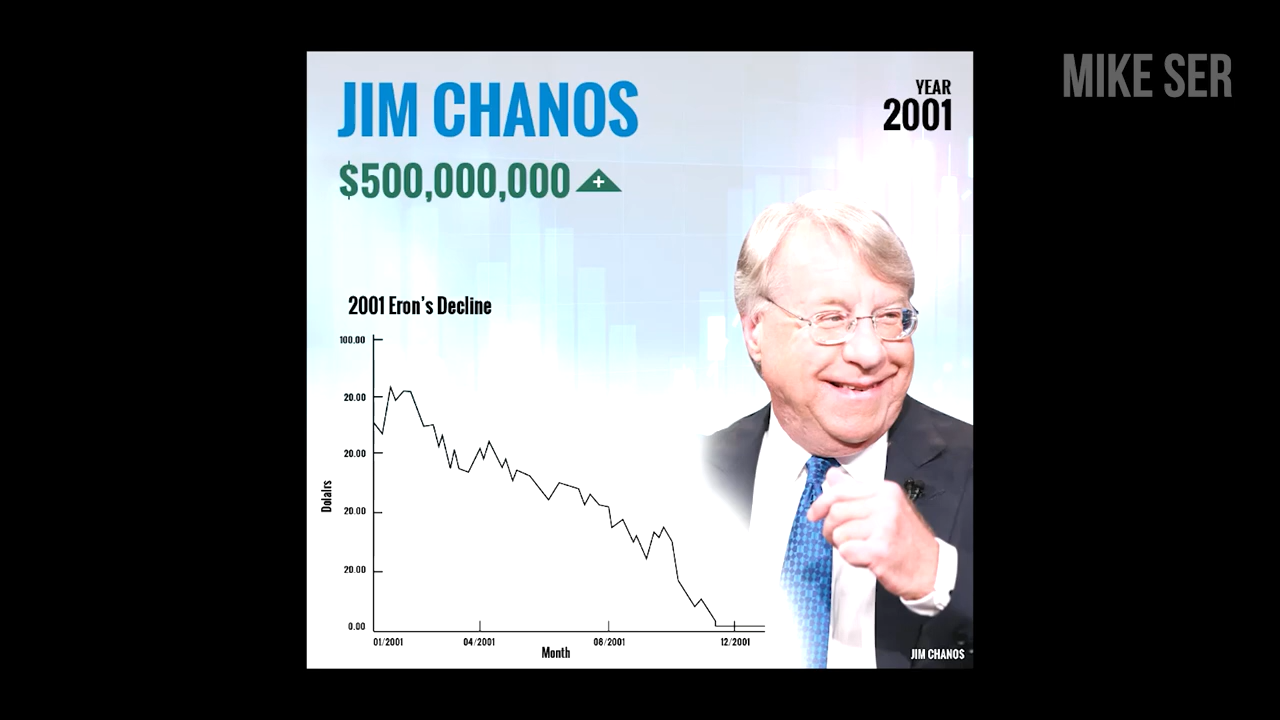 MIKE SER
JIM CHANOS
YEAR
2001
$500,000,000 +
2001 Eron's Decline
100.00
20.00
20.00
20.00
20.00
0.00
Dolalrs
01/2001 04/2001 08/2001 12/2001
Month
JIM CHANOS